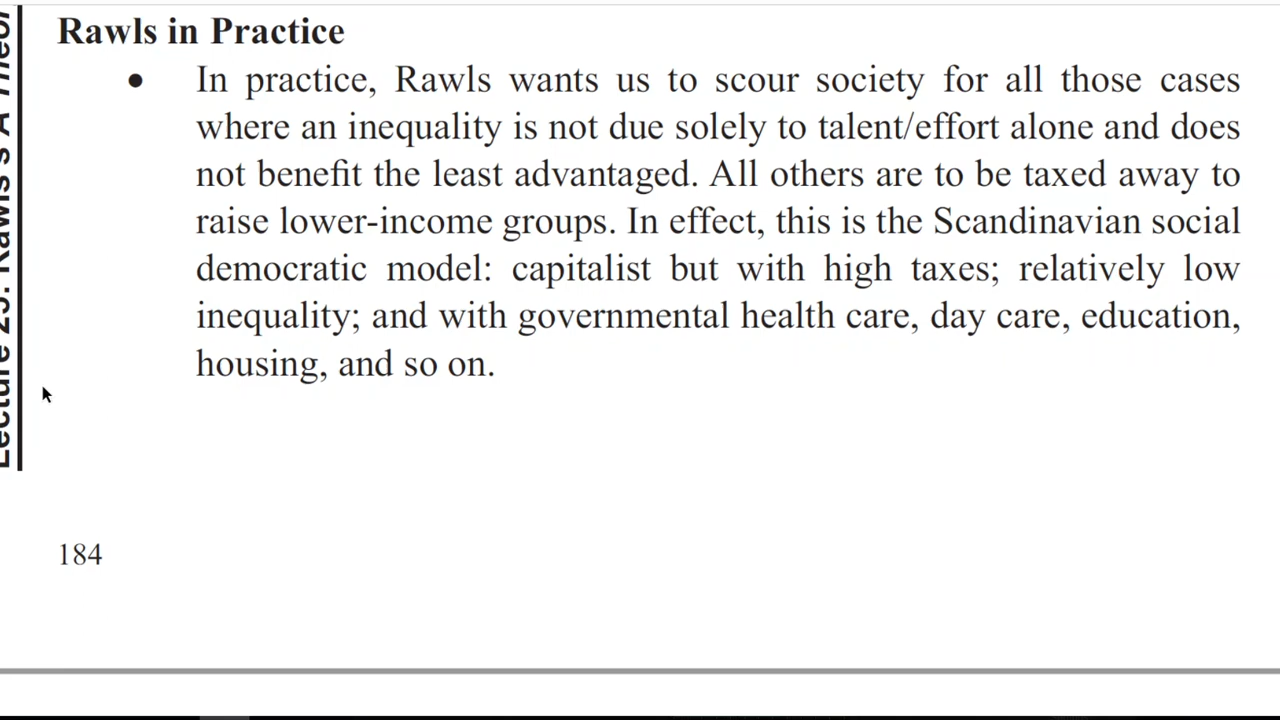 Rawls in Practice
• In practice, Rawls wants us to scour society for all those cases
where an inequality is not due solely to talent/effort alone and does
not benefit the least advantaged. All others are to be taxed away to
raise lower-income groups. In effect, this is the Scandinavian social
democratic model: capitalist but with high taxes; relatively low
inequality; and with governmental health care, day care, education,
housing, and so on.
184